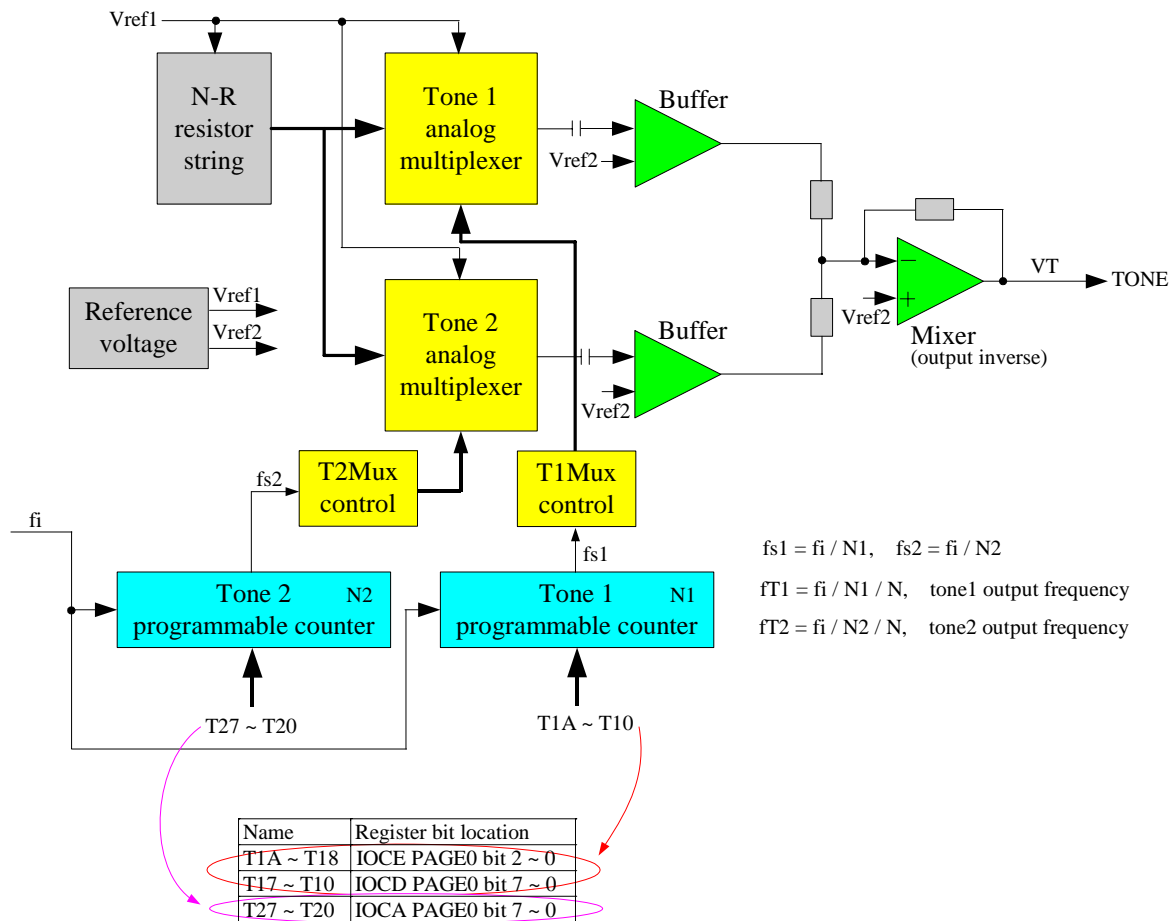 Vref1
N-R
resistor
string
Tone 1
analog
multiplexer
Buffer
Vref2
Reference
voltage
Vref1
Vref2
Tone 2
analog
multiplexer
Buffer
Vref2
−
+
Vref2
VT
TONE
Mixer
(output inverse)
T2Mux
control
T1Mux
control
fs2
fs1
fi
Tone 2 N2
programmable counter
Tone 1 N1
programmable counter
fs1 = fi / N1, fs2 = fi / N2
fT1 = fi / N1 / N, tone1 output frequency
fT2 = fi / N2 / N, tone2 output frequency
T27 ~ T20
T1A ~ T10
Name Register bit location
T1A ~ T18 IOCE PAGE0 bit 2 ~ 0
T17 ~ T10 IOCD PAGE0 bit 7 ~ 0
T27 ~ T20 IOCA PAGE0 bit 7 ~ 0